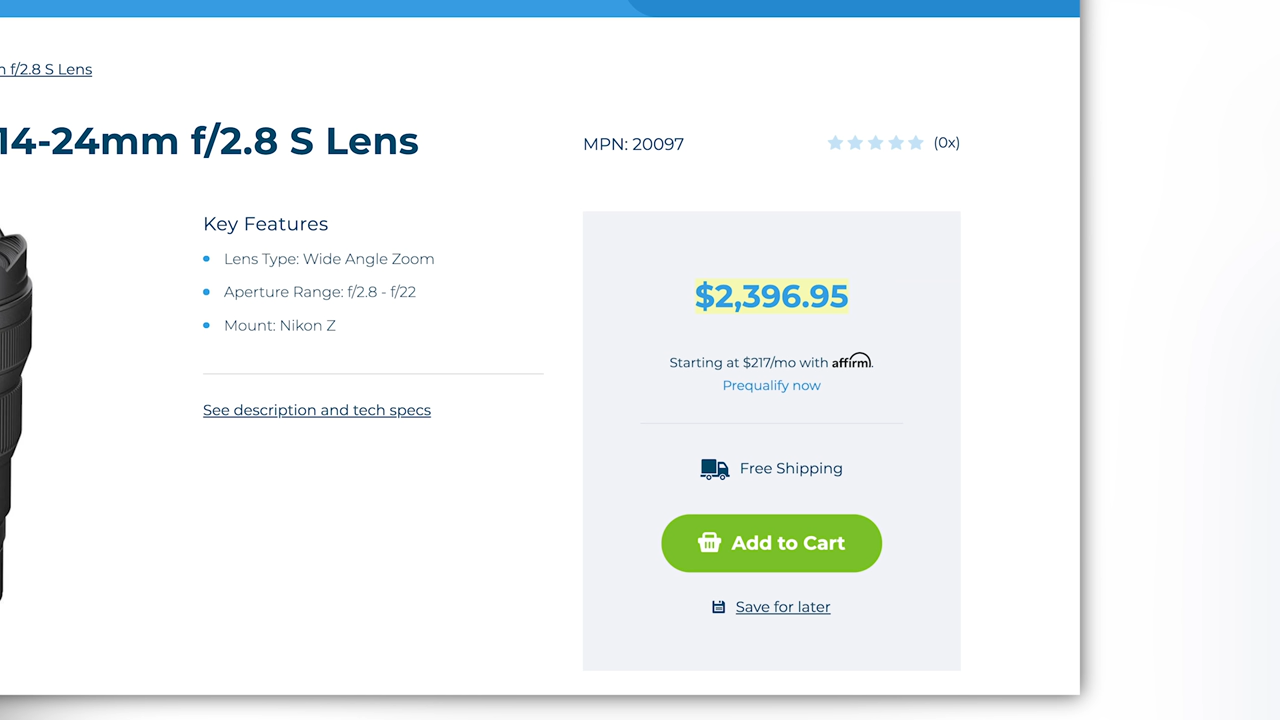 f/2.8 S Lens
14-24mm f/2.8 S Lens
MPN: 20097
(0x)
Key Features
Lens Type: Wide Angle Zoom
Aperture Range: f/2.8 - f/22
Mount: Nikon Z
See description and tech specs
$2,396.95
Starting at $217/mo with affirm.
Prequalify now
Free Shipping
Add to Cart
Save for later